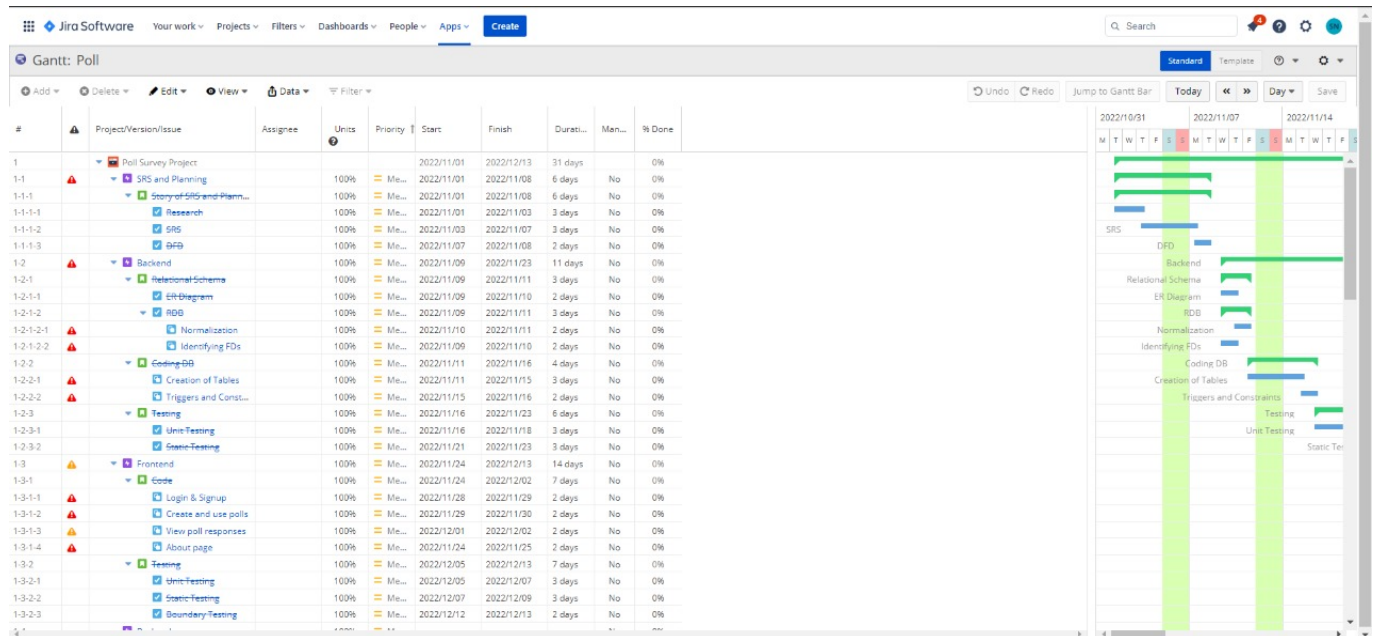 Jira Software Your work Projects Filters Dashboards People Apps Create Search 4 SN
Gantt: Poll Standard Template
Add Delete Edit View Data Filter Undo Redo Jump to Gantt Bar Today « » Day Save
# Project/Version/Issue Assignee Units Priority Start Finish Durati... Man... % Done 2022/10/31 2022/11/07 2022/11/14
M T W T F S S M T W T F S S M T W T F S
1 Poll Survey Project 2022/11/01 2022/12/13 31 days 0%
1-1 SRS and Planning 100% Me... 2022/11/01 2022/11/08 6 days No 0%
1-1-1 Story of SRS and Plann... 100% Me... 2022/11/01 2022/11/08 6 days No 0%
1-1-1-1 Research 100% Me... 2022/11/01 2022/11/03 3 days No 0%
1-1-1-2 SRS 100% Me... 2022/11/03 2022/11/07 3 days No 0% SRS
1-1-1-3 DFD 100% Me... 2022/11/07 2022/11/08 2 days No 0% DFD
1-2 Backend 100% Me... 2022/11/09 2022/11/23 11 days No 0% Backend
1-2-1 Relational Schema 100% Me... 2022/11/09 2022/11/11 3 days No 0% Relational Schema
1-2-1-1 ER Diagram 100% Me... 2022/11/09 2022/11/10 2 days No 0% ER Diagram
1-2-1-2 RDB 100% Me... 2022/11/09 2022/11/11 3 days No 0% RDB
1-2-1-2-1 Normalization 100% Me... 2022/11/10 2022/11/11 2 days No 0% Normalization
1-2-1-2-2 Identifying FDs 100% Me... 2022/11/09 2022/11/10 2 days No 0% Identifying FDs
1-2-2 Coding DB 100% Me... 2022/11/11 2022/11/16 4 days No 0% Coding DB
1-2-2-1 Creation of Tables 100% Me... 2022/11/11 2022/11/15 3 days No 0% Creation of Tables
1-2-2-2 Triggers and Const... 100% Me... 2022/11/15 2022/11/16 2 days No 0% Triggers and Constraints
1-2-3 Testing 100% Me... 2022/11/16 2022/11/23 6 days No 0% Testing
1-2-3-1 Unit Testing 100% Me... 2022/11/16 2022/11/18 3 days No 0% Unit Testing
1-2-3-2 Static Testing 100% Me... 2022/11/21 2022/11/23 3 days No 0% Static Te
1-3 Frontend 100% Me... 2022/11/24 2022/12/13 14 days No 0%
1-3-1 Code 100% Me... 2022/11/24 2022/12/02 7 days No 0%
1-3-1-1 Login & Signup 100% Me... 2022/11/28 2022/11/29 2 days No 0%
1-3-1-2 Create and use polls 100% Me... 2022/11/29 2022/11/30 2 days No 0%
1-3-1-3 View poll responses 100% Me... 2022/12/01 2022/12/02 2 days No 0%
1-3-1-4 About page 100% Me... 2022/11/24 2022/11/25 2 days No 0%
1-3-2 Testing 100% Me... 2022/12/05 2022/12/13 7 days No 0%
1-3-2-1 Unit Testing 100% Me... 2022/12/05 2022/12/07 3 days No 0%
1-3-2-2 Static Testing 100% Me... 2022/12/07 2022/12/09 3 days No 0%
1-3-2-3 Boundary Testing 100% Me... 2022/12/12 2022/12/13 2 days No 0%